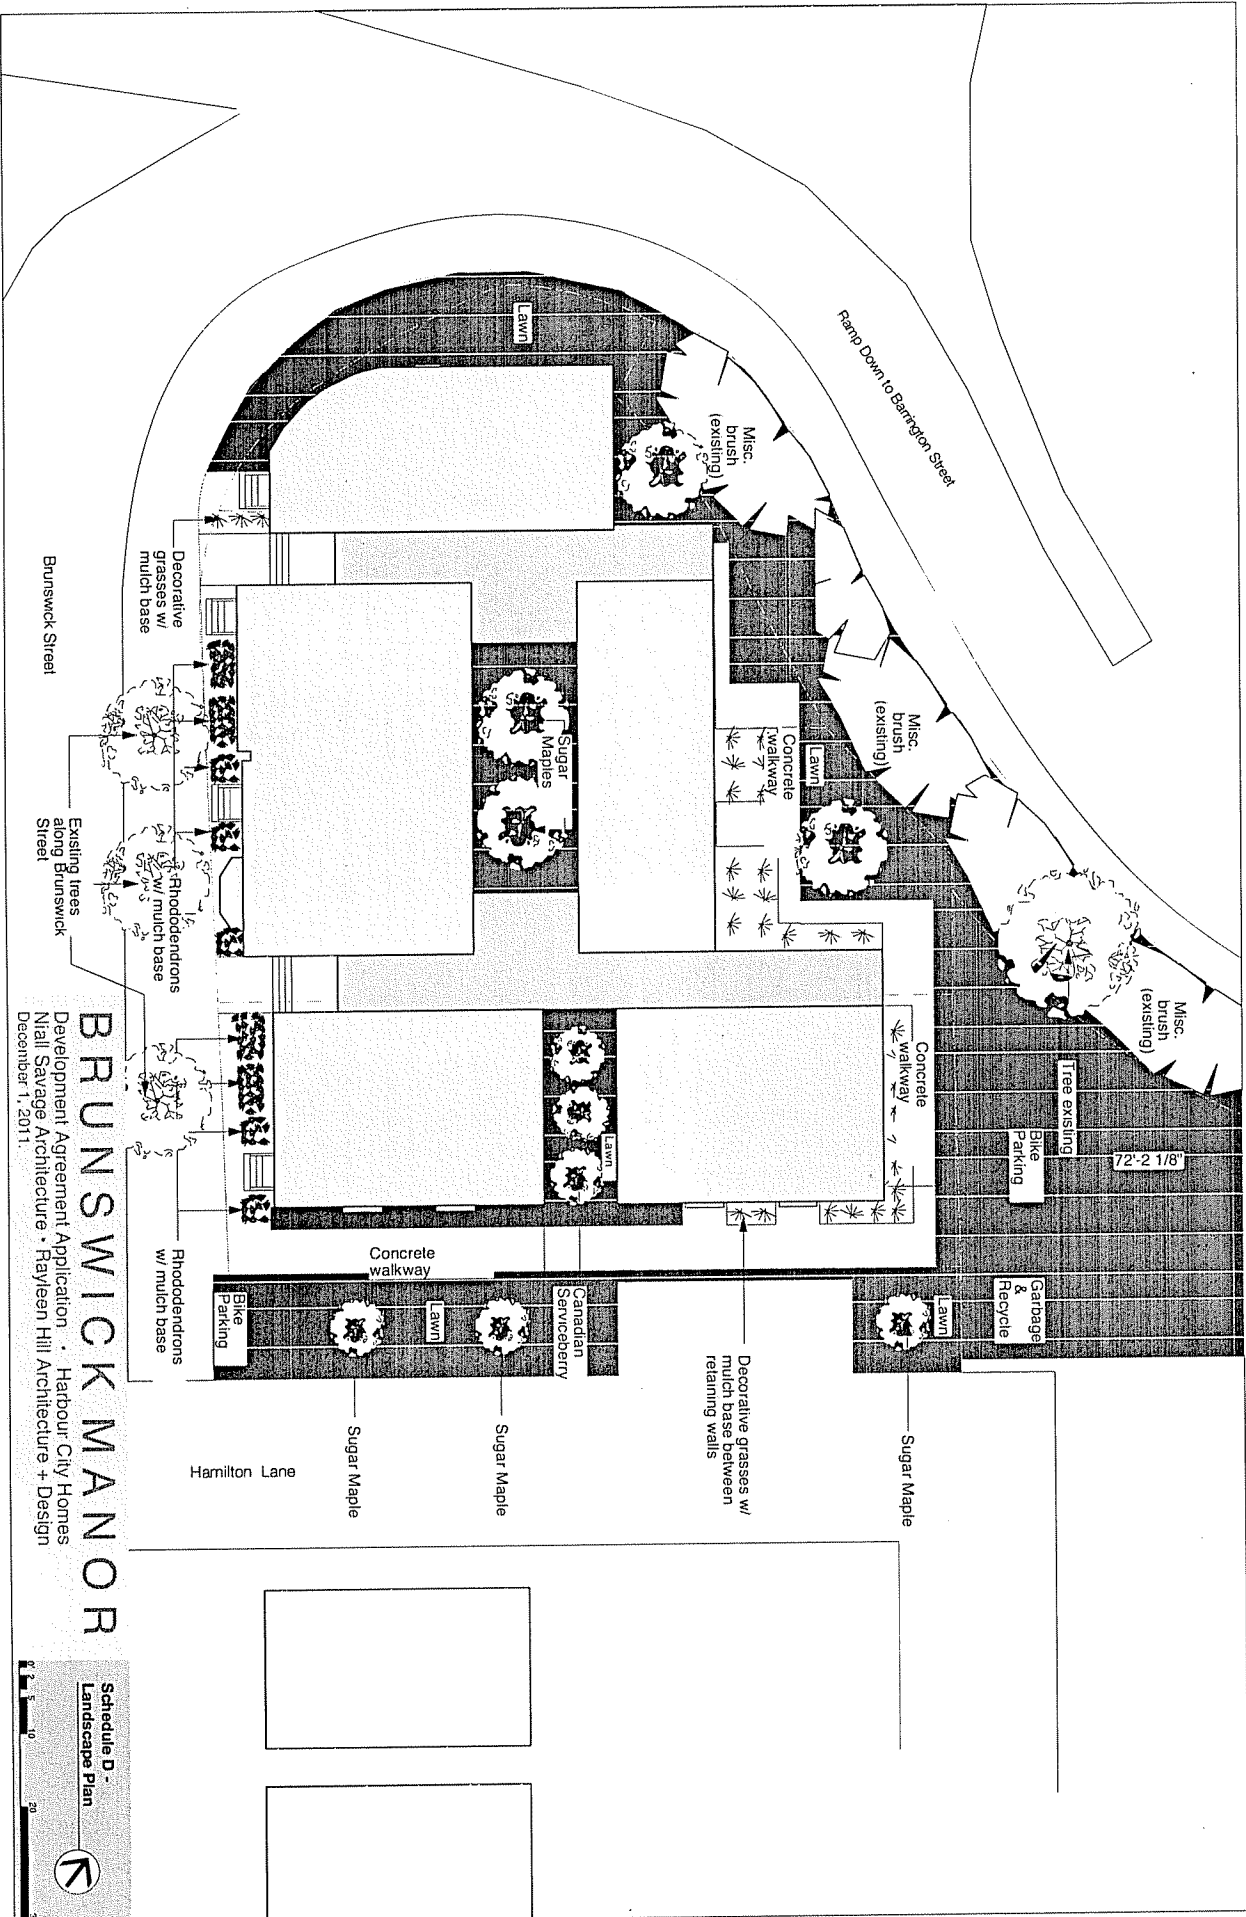 Ramp Down to Barrington Street
Lawn
Misc.
brush
(existing)
Misc.
brush
(existing)
Misc.
brush
(existing)
Tree existing
72'-2 1/8"
Bike
Parking
Garbage
&
Recycle
Concrete
walkway
Lawn
Concrete
walkway
Sugar
Maples
Lawn
Lawn
Canadian
Serviceberry
Concrete
walkway
Lawn
Bike
Parking
Decorative
grasses w/
mulch base
Brunswick Street
Rhododendrons
w/ mulch base
Existing trees
along Brunswick
Street
Rhododendrons
w/ mulch base
Decorative grasses w/
mulch base between
retaining walls
Sugar Maple
Sugar Maple
Sugar Maple
Hamilton Lane
BRUNSWICK MANOR
Development Agreement Application • Harbour City Homes
Niall Savage Architecture • Rayleen Hill Architecture + Design
December 1, 2011.
Schedule D -
Landscape Plan
0' 2 5 10 20